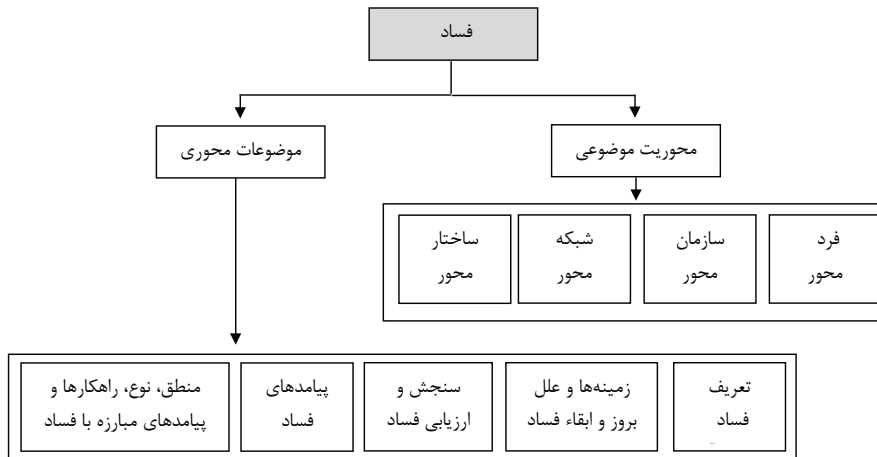 فساد
محوریت موضوعی
موضوعات محوری
فرد
محور
سازمان
محور
شبکه
محور
ساختار
محور
تعریف
فساد
زمینه‌ها و علل
بروز و ابقاء فساد
سنجش و
ارزیابی فساد
پیامدهای
فساد
منطق، نوع، راهکارها و
پیامدهای مبارزه با فساد